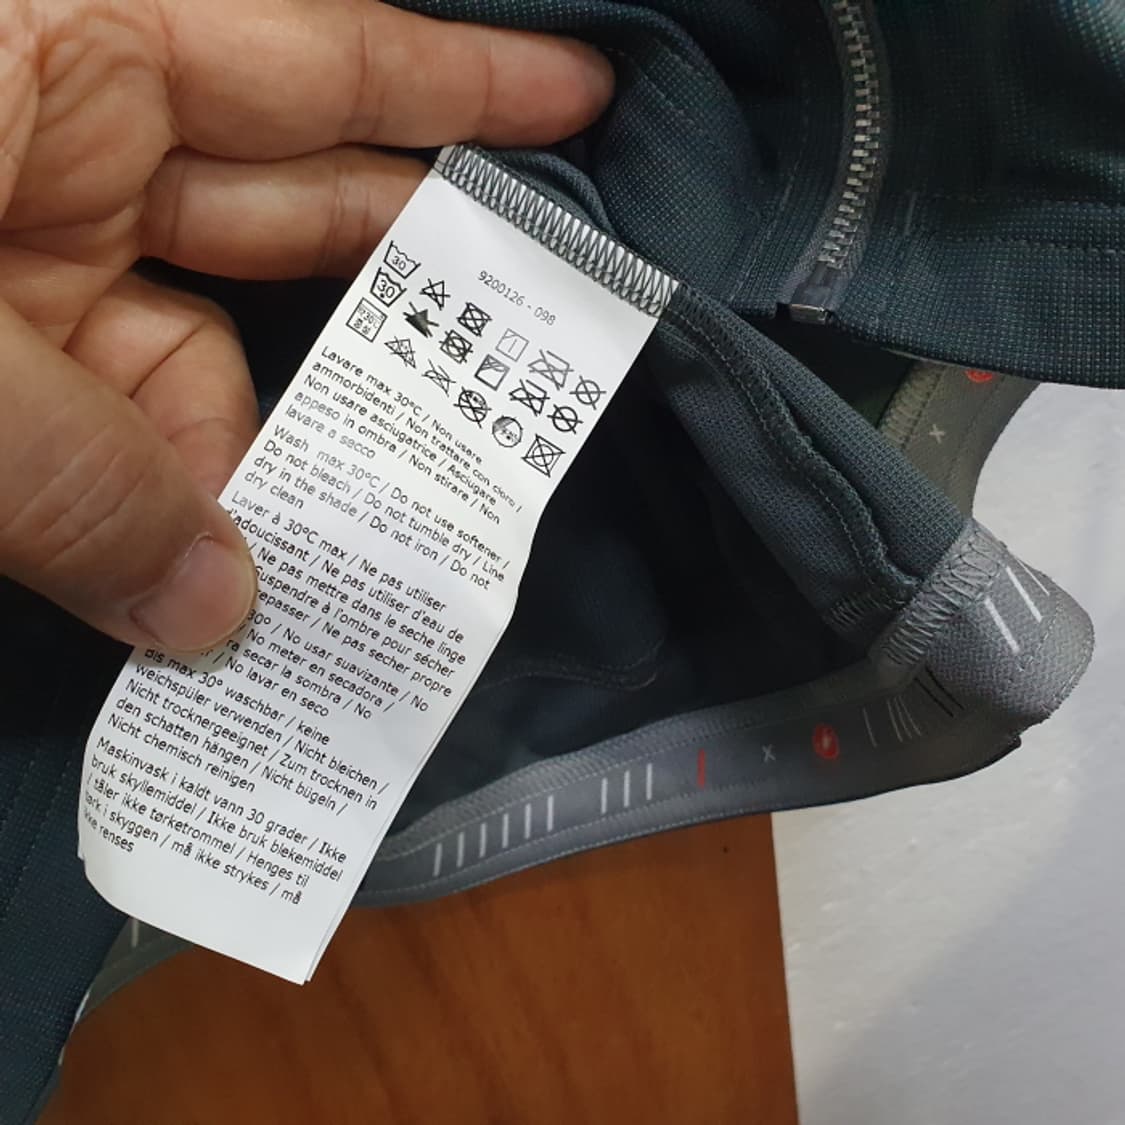 9200126 - 098
30
30
30℃
중성
Lavare max 30°C / Non usare
ammorbidenti / Non trattare con cloro /
Non usare asciugatrice / Asciugare
appeso in ombra / Non stirare / Non
lavare a secco
Wash max 30°C / Do not use softener /
Do not bleach / Do not tumble dry / Line
dry in the shade / Do not iron / Do not
dry clean
Laver à 30°C max / Ne pas utiliser
d'adoucissant / Ne pas utiliser d'eau de
/ Ne pas mettre dans le seche linge
Suspendre à l'ombre pour sécher
repasser / Ne pas secher propre
30° / No usar suavizante / No
/ No meter en secadora /
secar la sombra / No
/ No lavar en seco
Bis max 30° waschbar / keine
weichspüler verwenden / Nicht bleichen /
Nicht trocknergeeignet / Zum trocknen in
den schatten hängen / Nicht bügeln /
Nicht chemisch reinigen
Maskinvask i kaldt vann 30 grader / Ikke
bruk skyllemiddel / Ikke bruk blekemiddel
/ tåler ikke tørketrommel / Henges til
i skyggen / må ikke strykes / må
renses